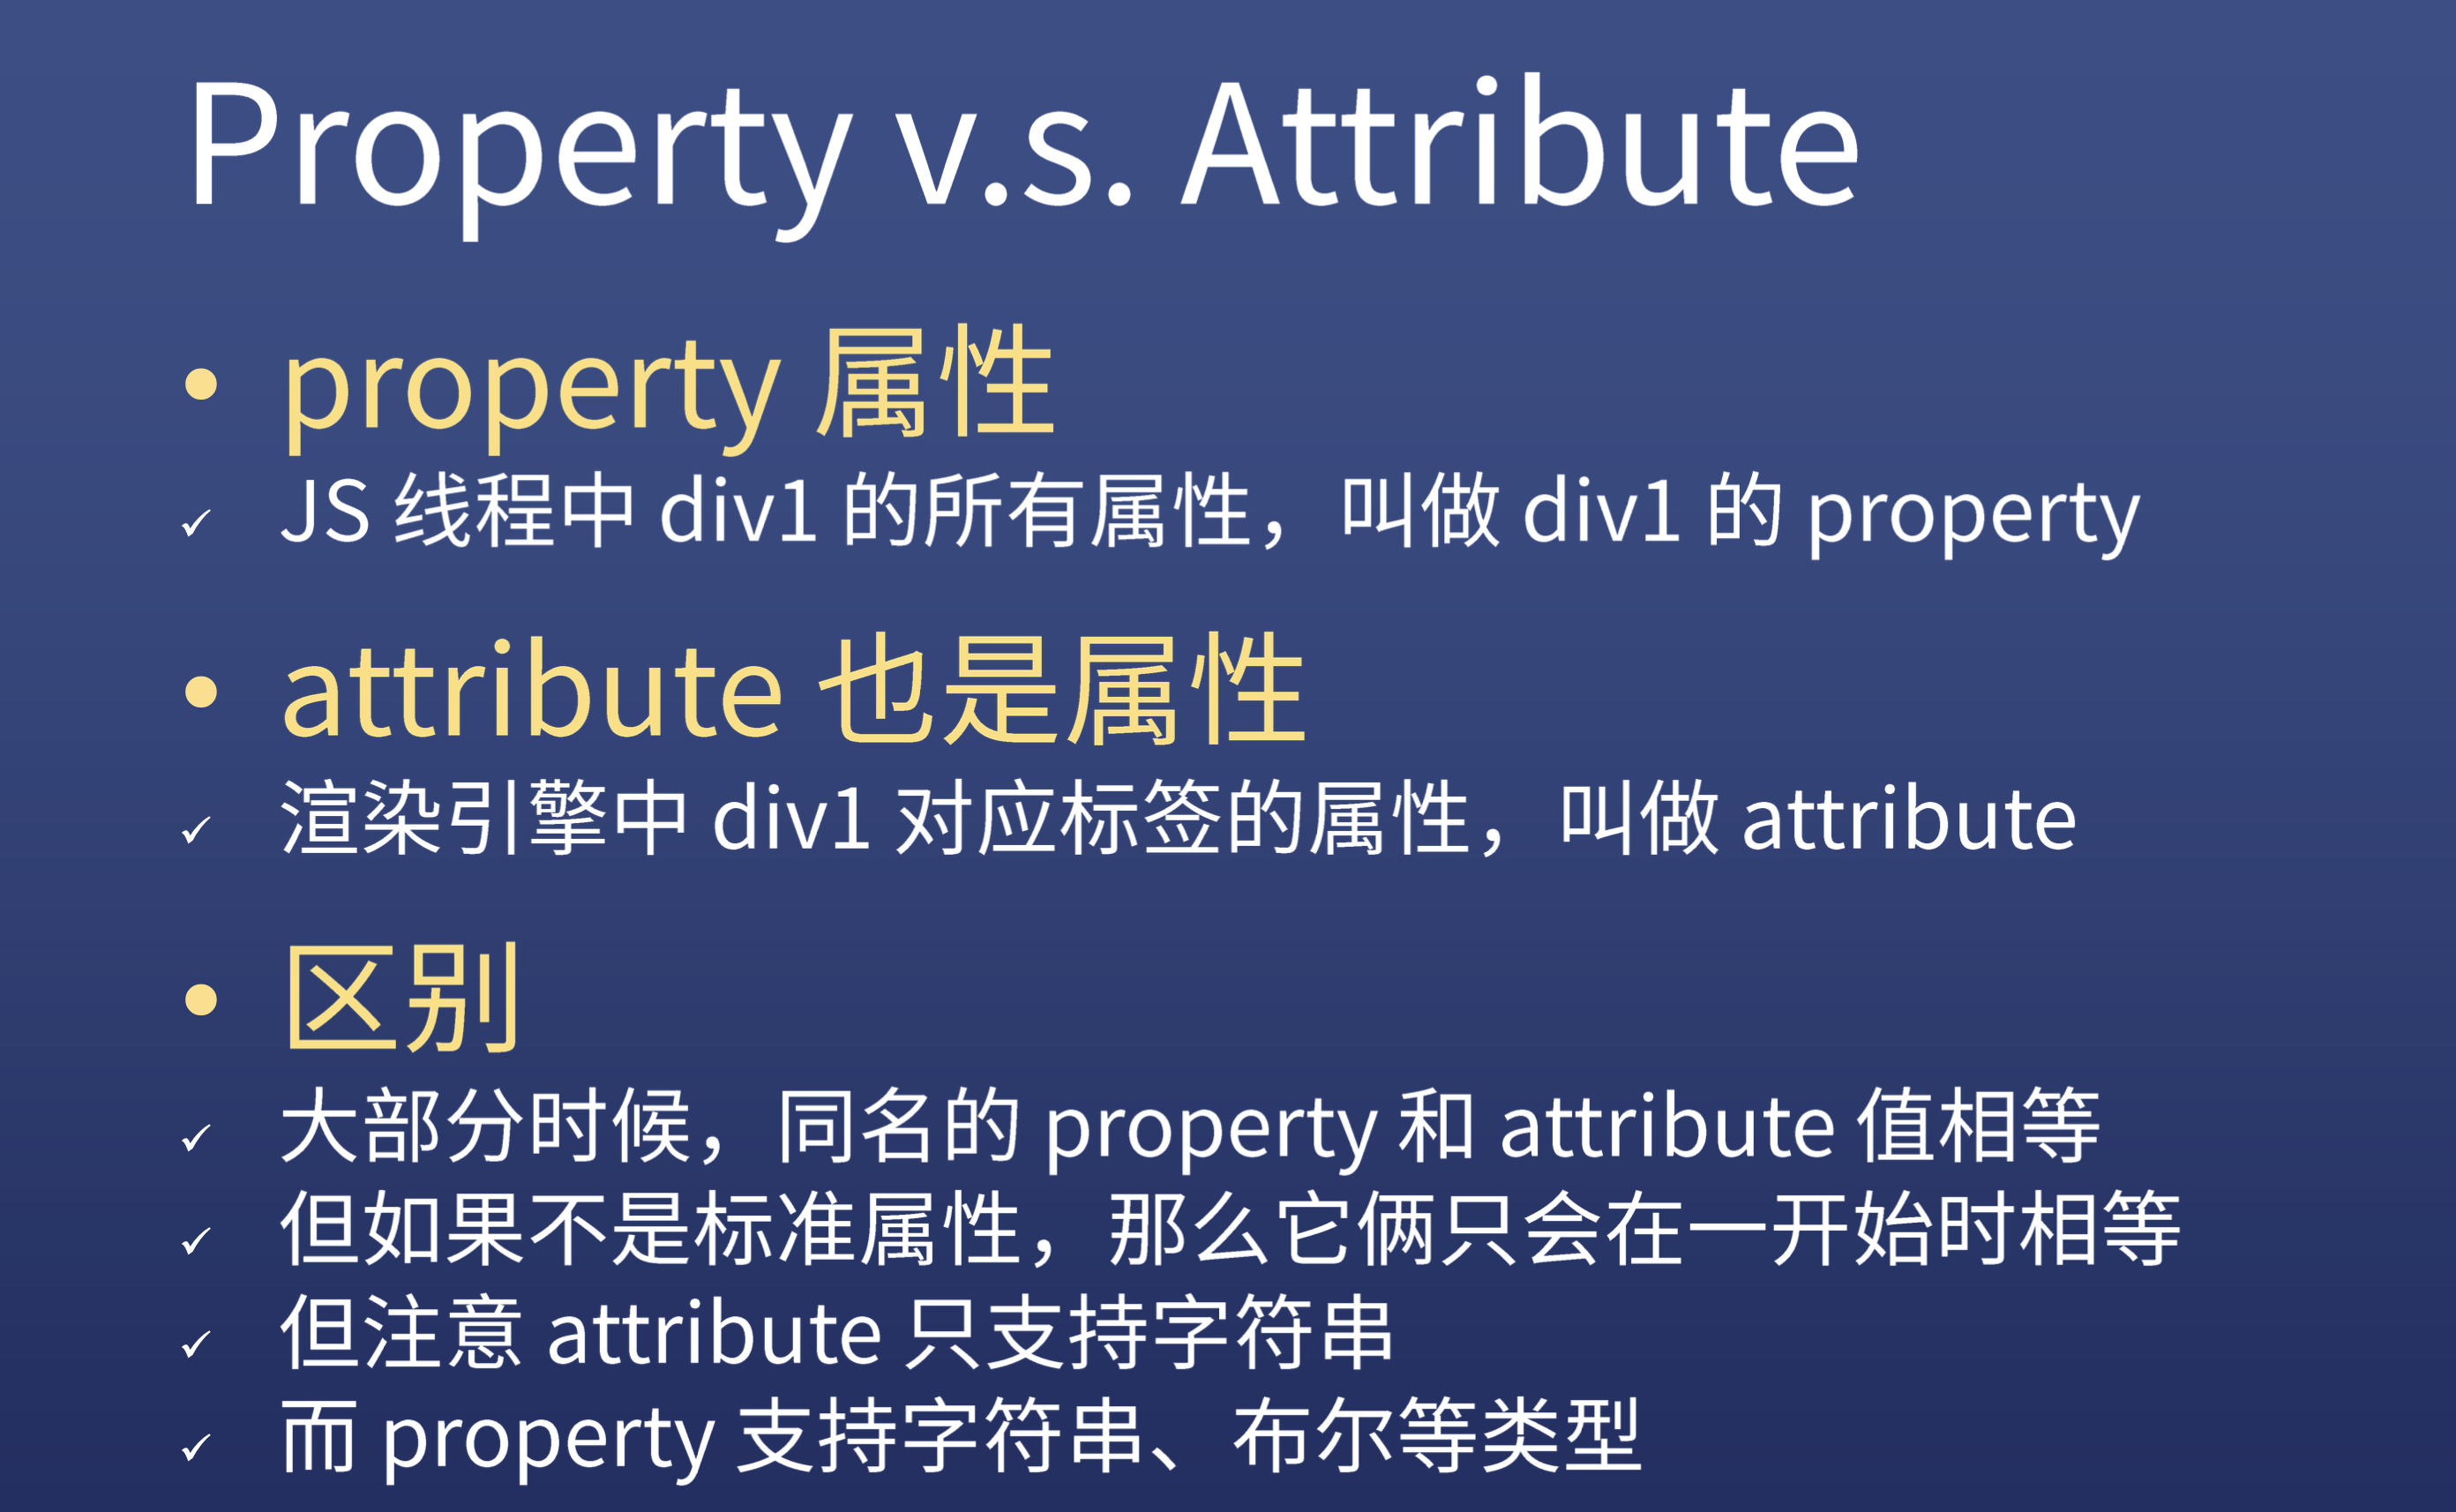 Property v.s. Attribute
• property 属性
✓ JS 线程中 div1 的所有属性，叫做 div1 的 property
• attribute 也是属性
✓ 渲染引擎中 div1 对应标签的属性，叫做 attribute
• 区别
✓ 大部分时候，同名的 property 和 attribute 值相等
✓ 但如果不是标准属性，那么它俩只会在一开始时相等
✓ 但注意 attribute 只支持字符串
✓ 而 property 支持字符串、布尔等类型